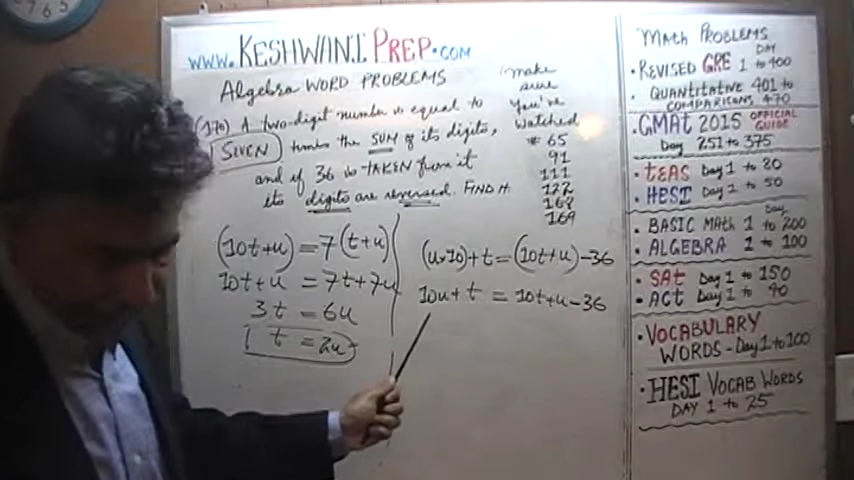 WWW.KESHWANIPREP.COM
Algebra WORD PROBLEMS
(170) A two-digit number is equal to
SEVEN times the SUM of its digits,
and if 36 is TAKEN from it
its digits are reversed. FIND it.
make
sure
you've
watched
# 65
91
111
122
168
169
(10t+u)=7(t+u)
10t+u = 7t+7u
3t = 6u
t = 2u
(ux10)+t=(10t+u)-36
10u+t = 10t+u-36
Math PROBLEMS
DAY
• REVISED GRE 1 to 400
• QUANTITATIVE 401 to
COMPARISONS 470
• GMAt 2015 OFFICIAL
GUIDE
Day 251 to 375
• tEAS Day 1 to 80
• HESI Day 1 to 50
Day
• BASIC Math 1 to 200
• ALGEBRA 1 to 100
• SAt Day 1 to 150
• ACt Day 1 to 90
• VOCABULARY
WORDS - Day 1 to 100
• HESI VOCAB WORDS
DAY 1 to 25